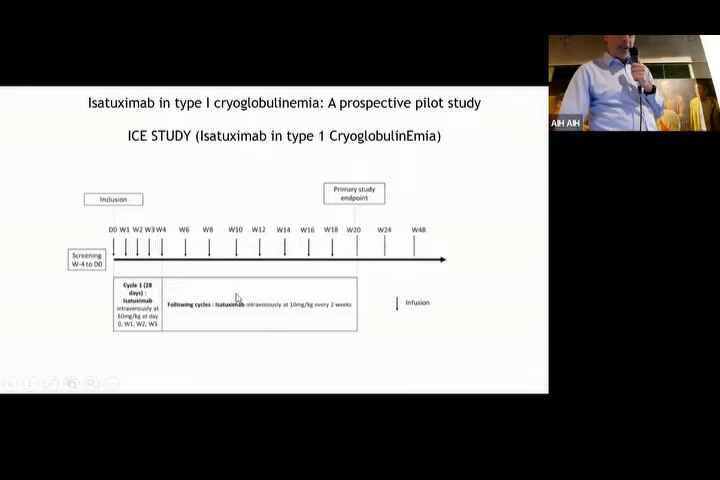 Isatuximab in type I cryoglobulinemia: A prospective pilot study
ICE STUDY (Isatuximab in type 1 CryoglobulinEmia)
Inclusion
Primary study
endpoint
D0 W1 W2 W3 W4 W6 W8 W10 W12 W14 W16 W18 W20 W24 W48
Screening
W-4 to D0
Cycle 1 (28
days) :
Isatuximab
intravenously at
10mg/kg at day
0, W1, W2, W3
Following cycles : Isatuximab intravenously at 10mg/kg every 2 weeks
Infusion
AIH AIH